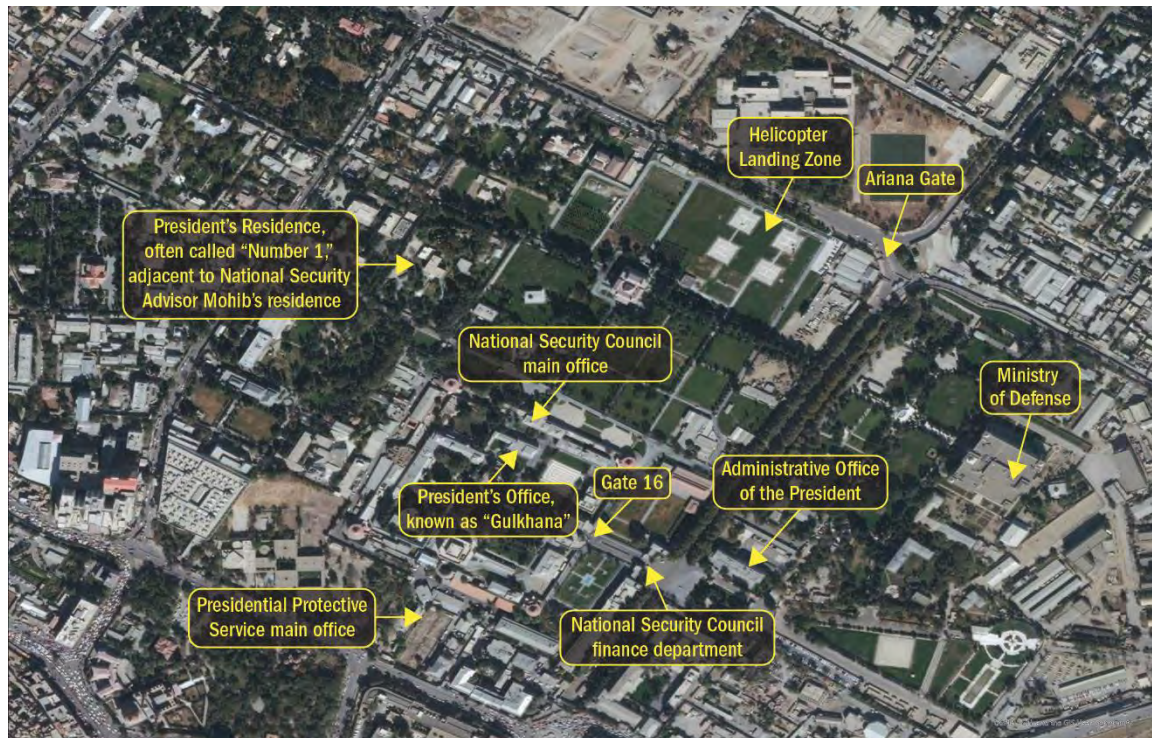 Helicopter
Landing Zone
Ariana Gate
President's Residence,
often called “Number 1,”
adjacent to National Security
Advisor Mohib's residence
National Security Council
main office
Ministry
of Defense
President's Office,
known as “Gulkhana”
Gate 16
Administrative Office
of the President
Presidential Protective
Service main office
National Security Council
finance department